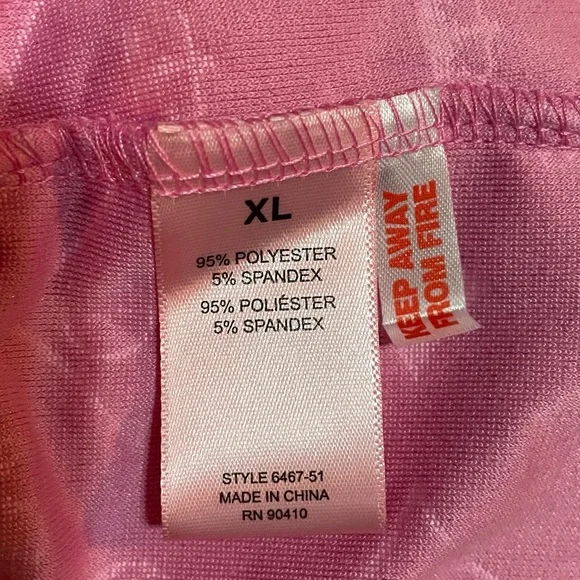 XL
95% POLYESTER
5% SPANDEX
95% POLIÉSTER
5% SPANDEX
STYLE 6467-51
MADE IN CHINA
RN 90410
KEEP AWAY
FROM FIRE